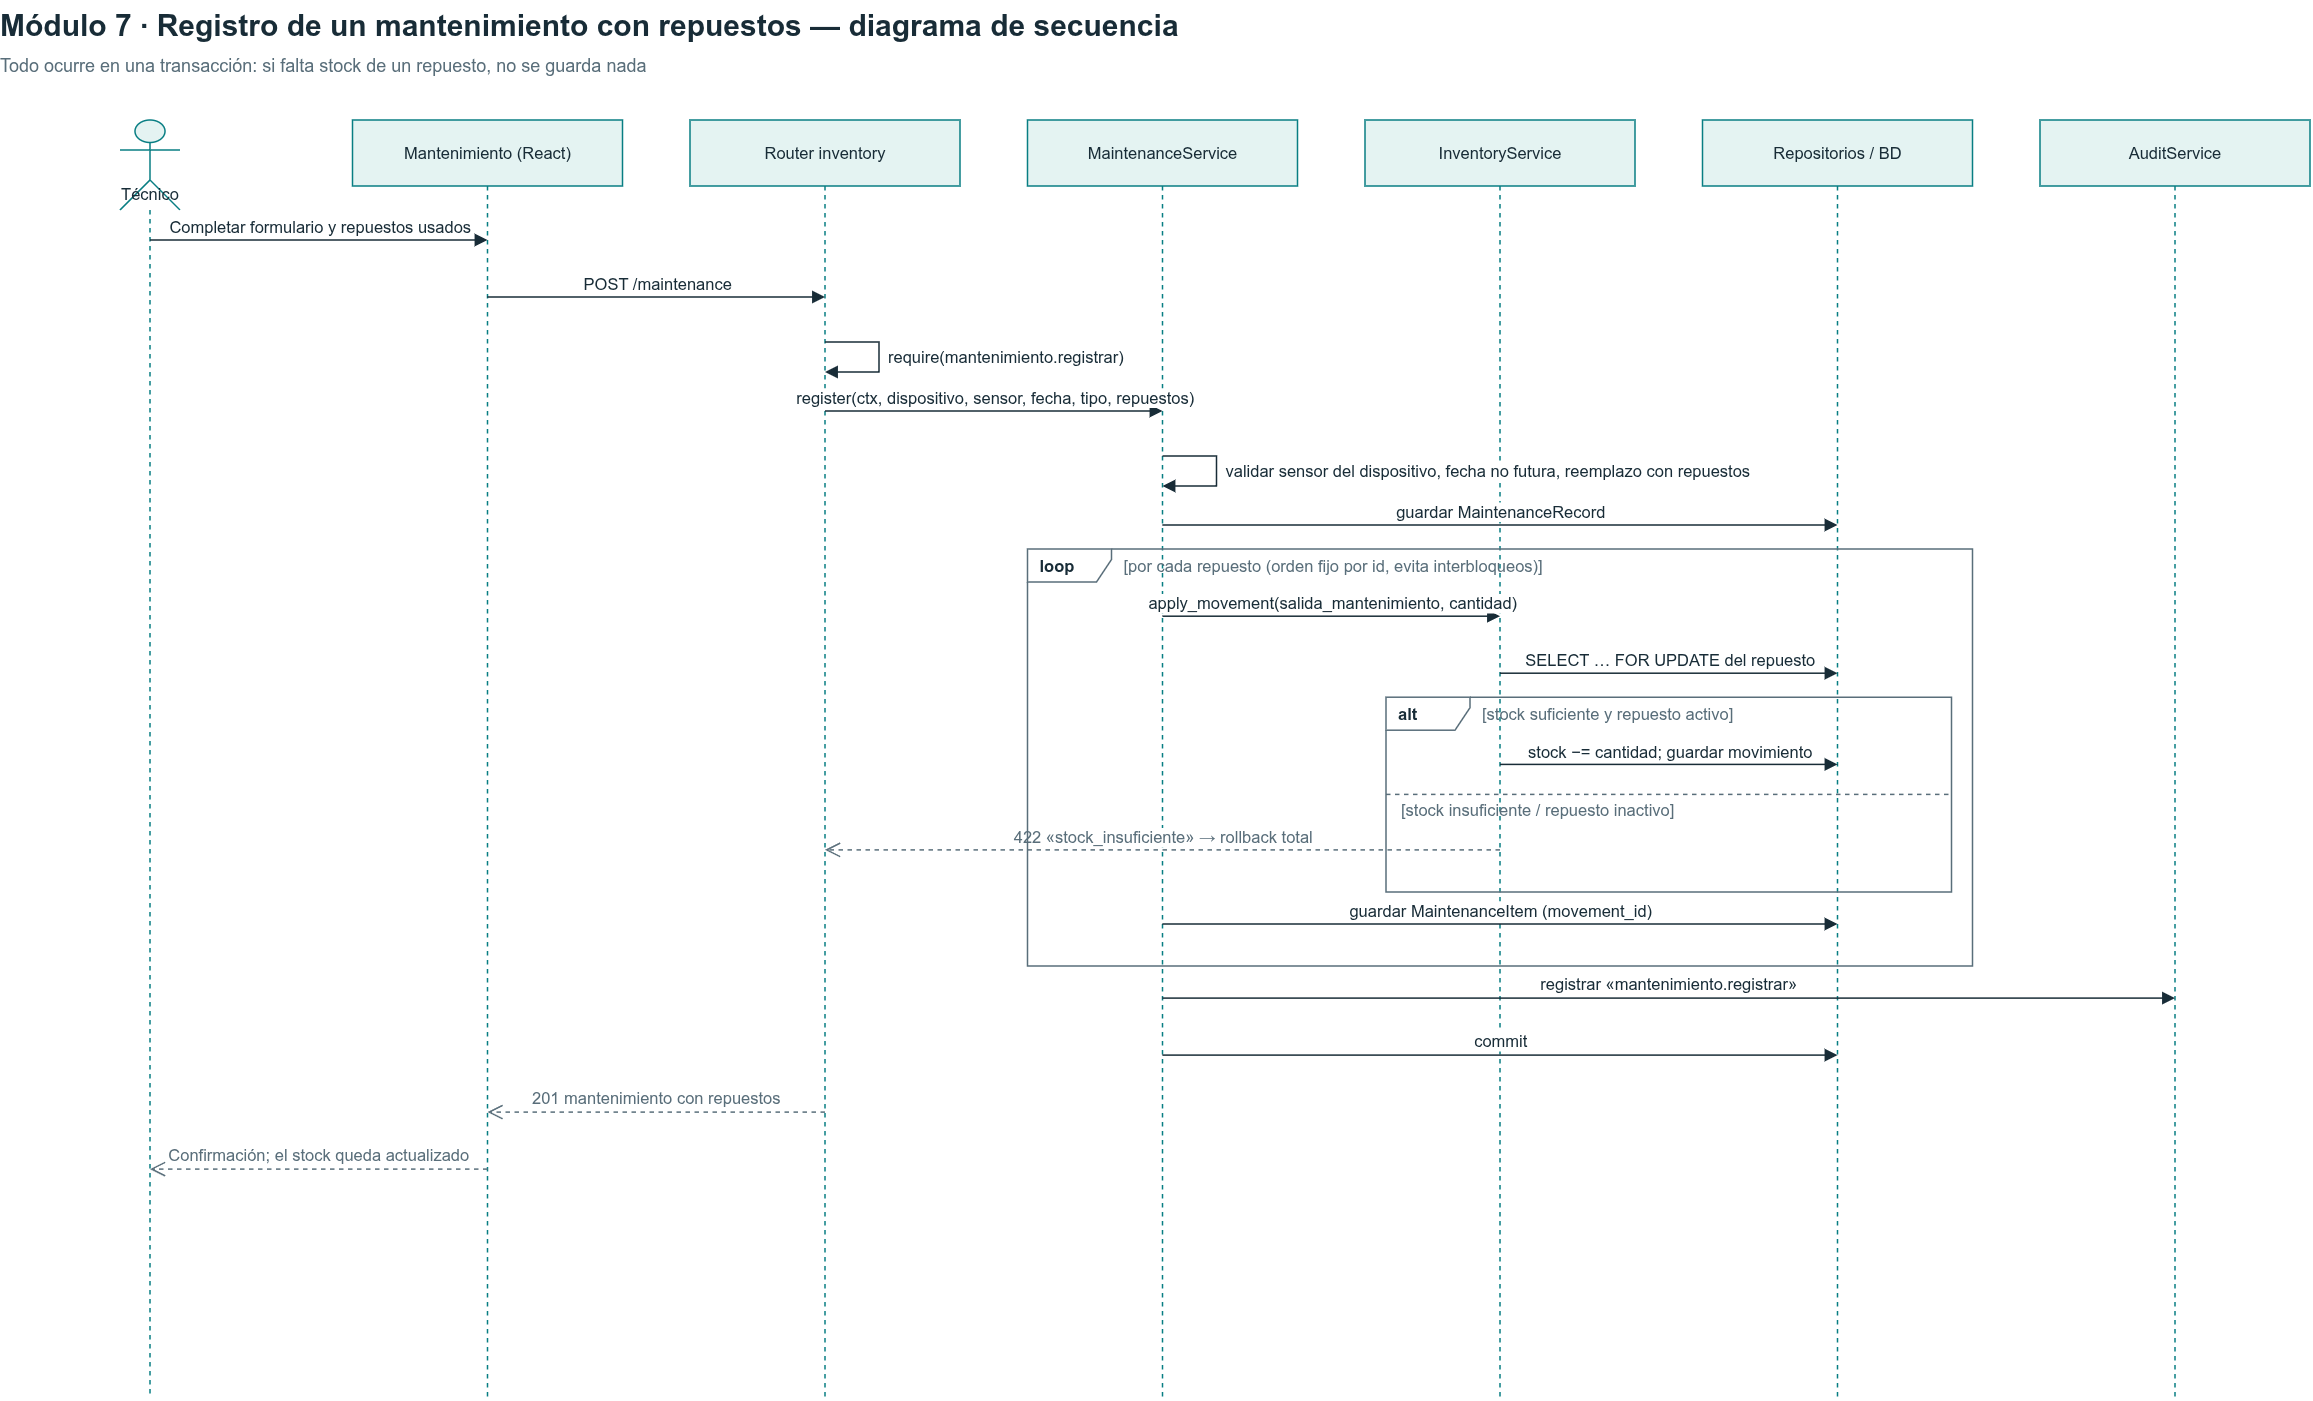 Módulo 7 · Registro de un mantenimiento con repuestos — diagrama de secuencia
Todo ocurre en una transacción: si falta stock de un repuesto, no se guarda nada
Técnico
Mantenimiento (React)
Router inventory
MaintenanceService
InventoryService
Repositorios / BD
AuditService
Completar formulario y repuestos usados
POST /maintenance
require(mantenimiento.registrar)
register(ctx, dispositivo, sensor, fecha, tipo, repuestos)
validar sensor del dispositivo, fecha no futura, reemplazo con repuestos
guardar MaintenanceRecord
loop
[por cada repuesto (orden fijo por id, evita interbloqueos)]
apply_movement(salida_mantenimiento, cantidad)
SELECT … FOR UPDATE del repuesto
alt
[stock suficiente y repuesto activo]
stock −= cantidad; guardar movimiento
[stock insuficiente / repuesto inactivo]
422 «stock_insuficiente» → rollback total
guardar MaintenanceItem (movement_id)
registrar «mantenimiento.registrar»
commit
201 mantenimiento con repuestos
Confirmación; el stock queda actualizado